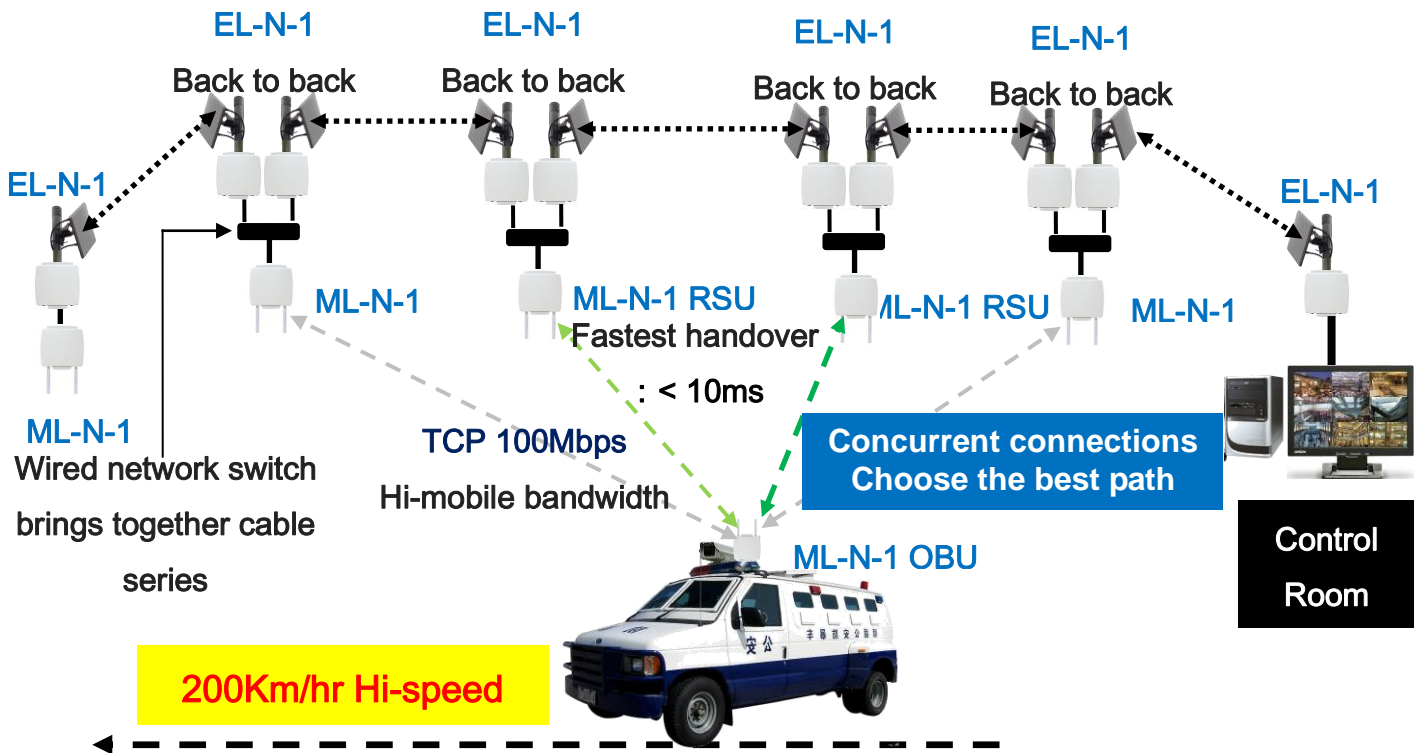 EL-N-1
EL-N-1
EL-N-1
EL-N-1
Back to back
Back to back
Back to back
Back to back
EL-N-1
EL-N-1
ML-N-1
ML-N-1 RSU
ML-N-1 RSU
ML-N-1
Fastest handover
: < 10ms
ML-N-1
Wired network switch
brings together cable
series
TCP 100Mbps
Hi-mobile bandwidth
Concurrent connections
Choose the best path
ML-N-1 OBU
Control
Room
安公
200Km/hr Hi-speed